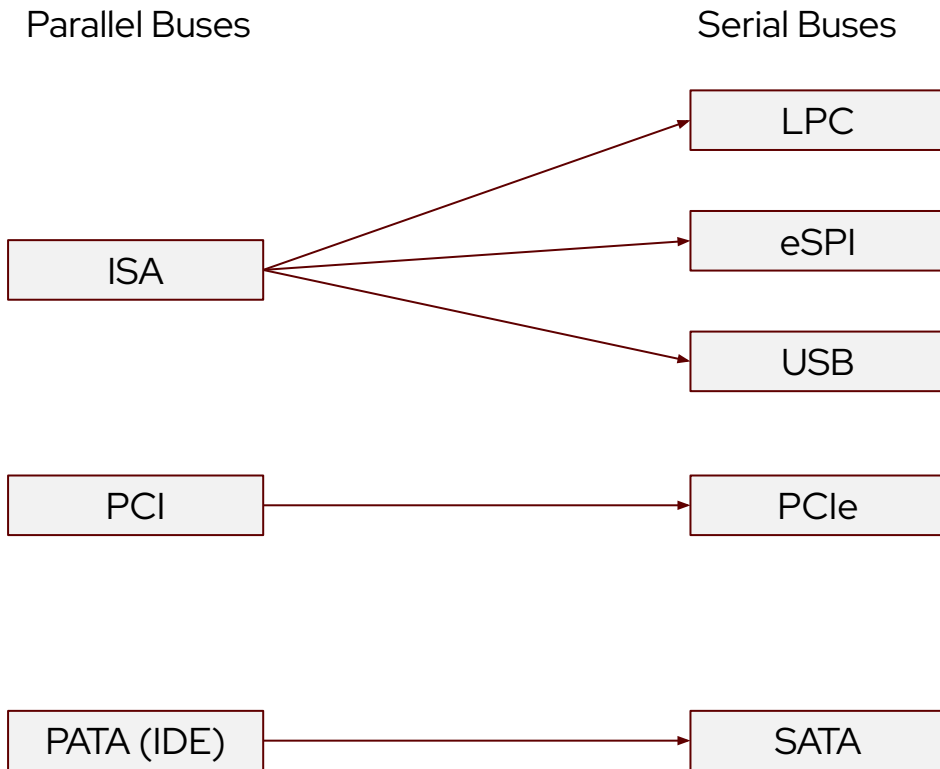 Parallel Buses
Serial Buses
LPC
eSPI
ISA
USB
PCI
PCIe
PATA (IDE)
SATA